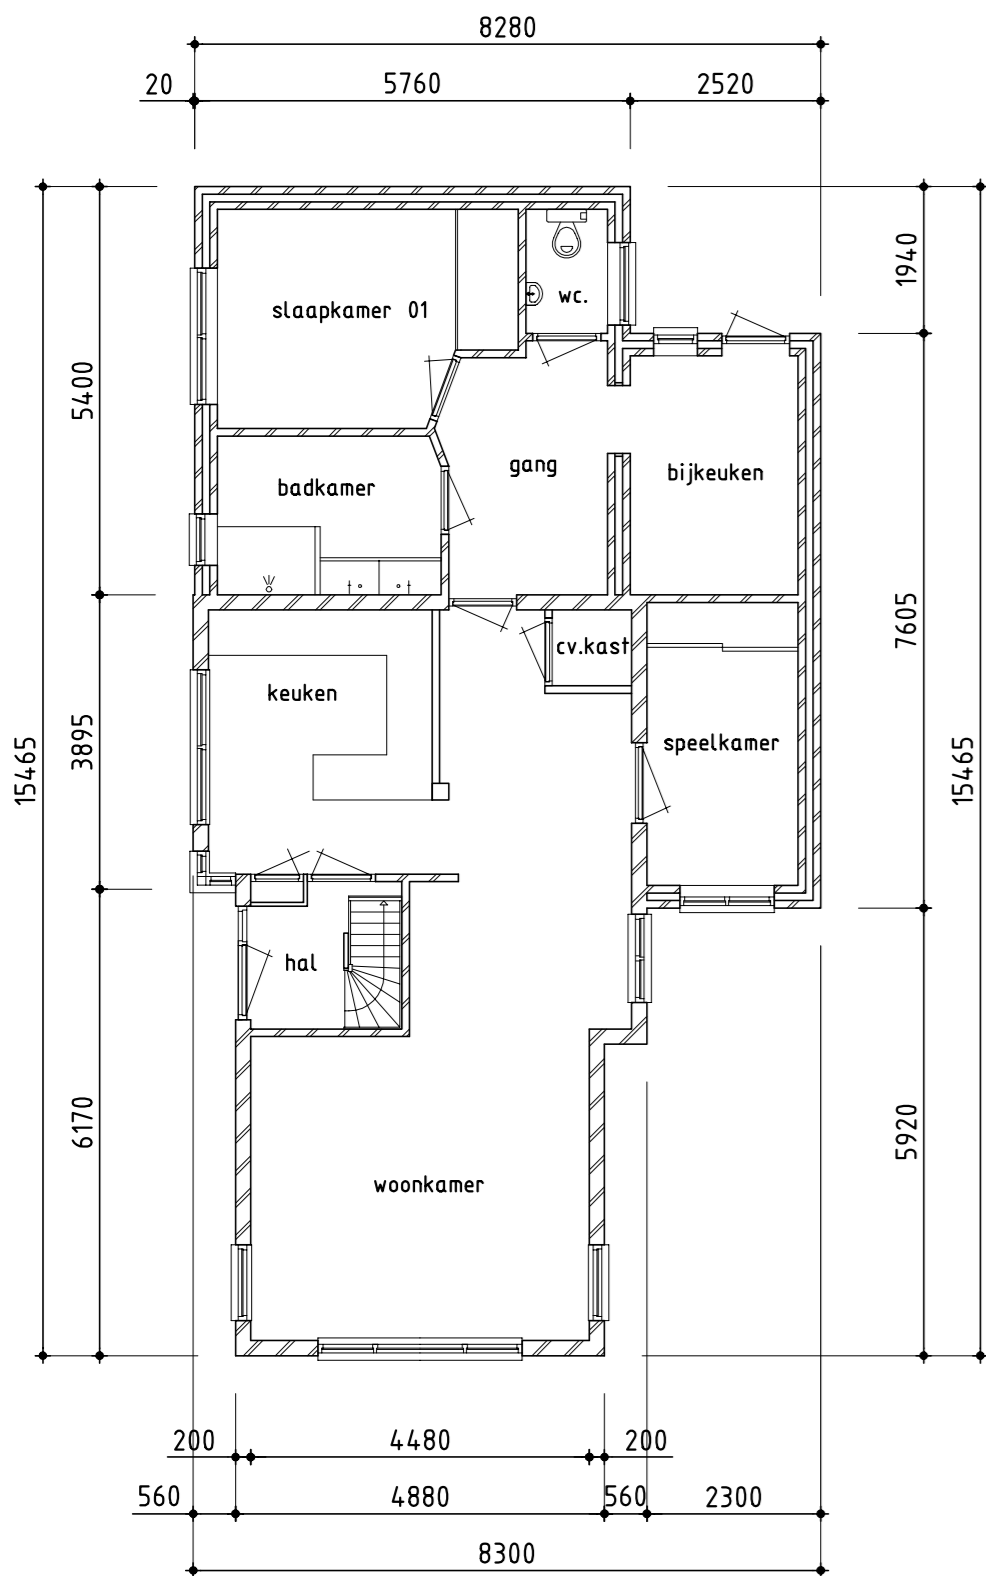 8280
20 5760 2520
1940
slaapkamer 01
wc.
5400
gang
badkamer
bijkeuken
7605
cv.kast
keuken
3895
speelkamer
15465
15465
hal
6170
5920
woonkamer
200 4480 200
560 4880 560 2300
8300